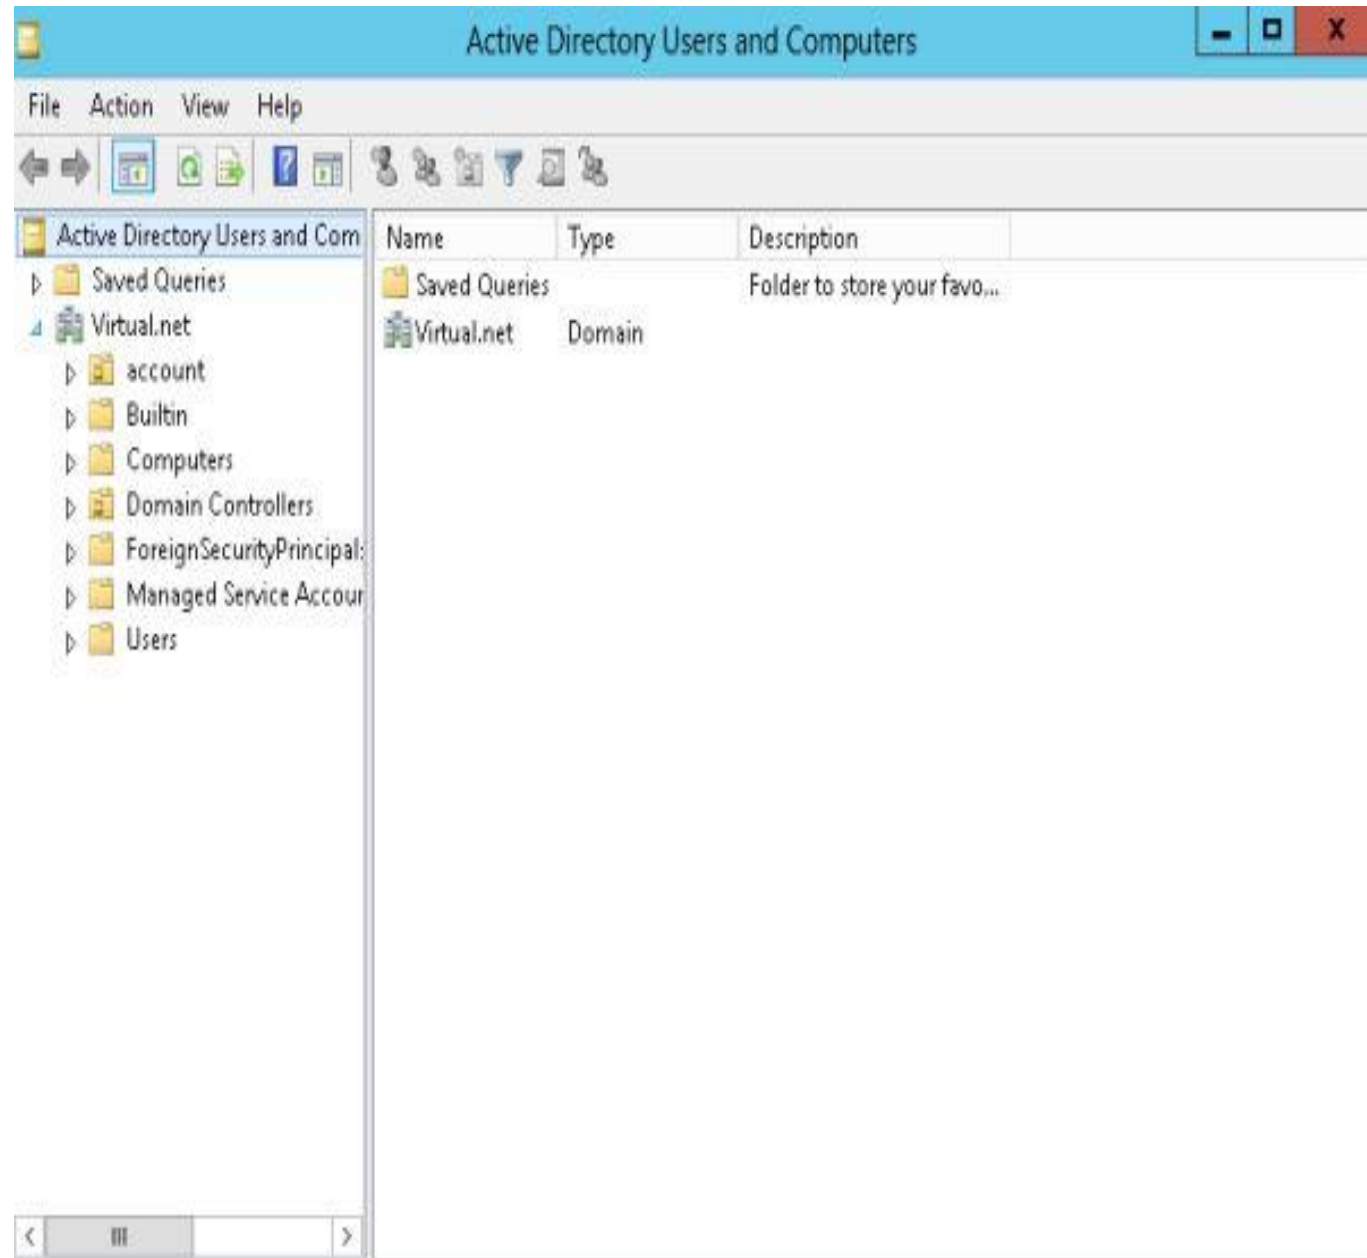 Active Directory Users and Computers
File Action View Help
Active Directory Users and Com
Saved Queries
Virtual.net
account
Builtin
Computers
Domain Controllers
ForeignSecurityPrincipal
Managed Service Accour
Users
Name Type Description
Saved Queries Folder to store your favo...
Virtual.net Domain